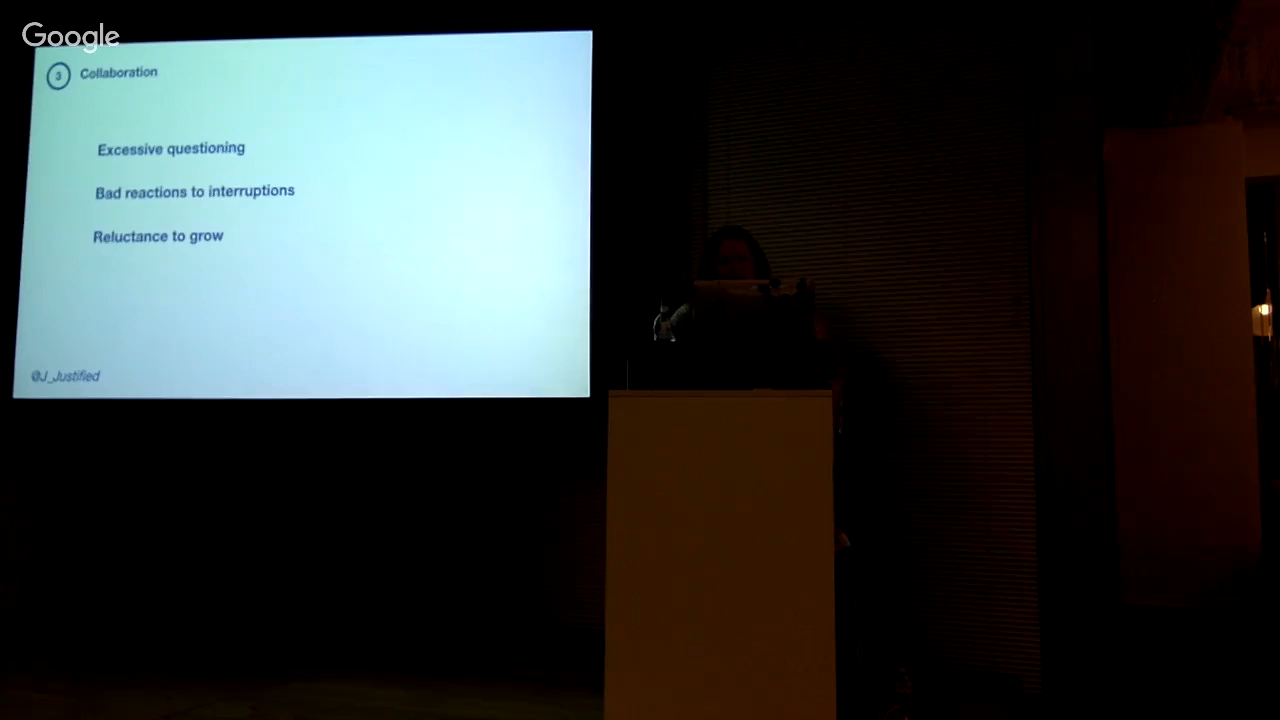 Google
3 Collaboration
Excessive questioning
Bad reactions to interruptions
Reluctance to grow
@J_Justified